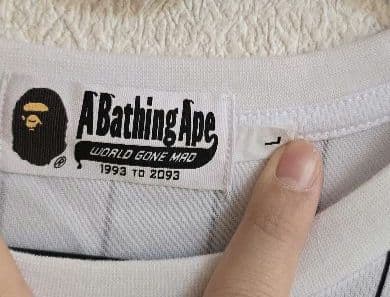 A Bathing Ape
WORLD GONE MAD
1993 TO 2093
®
L